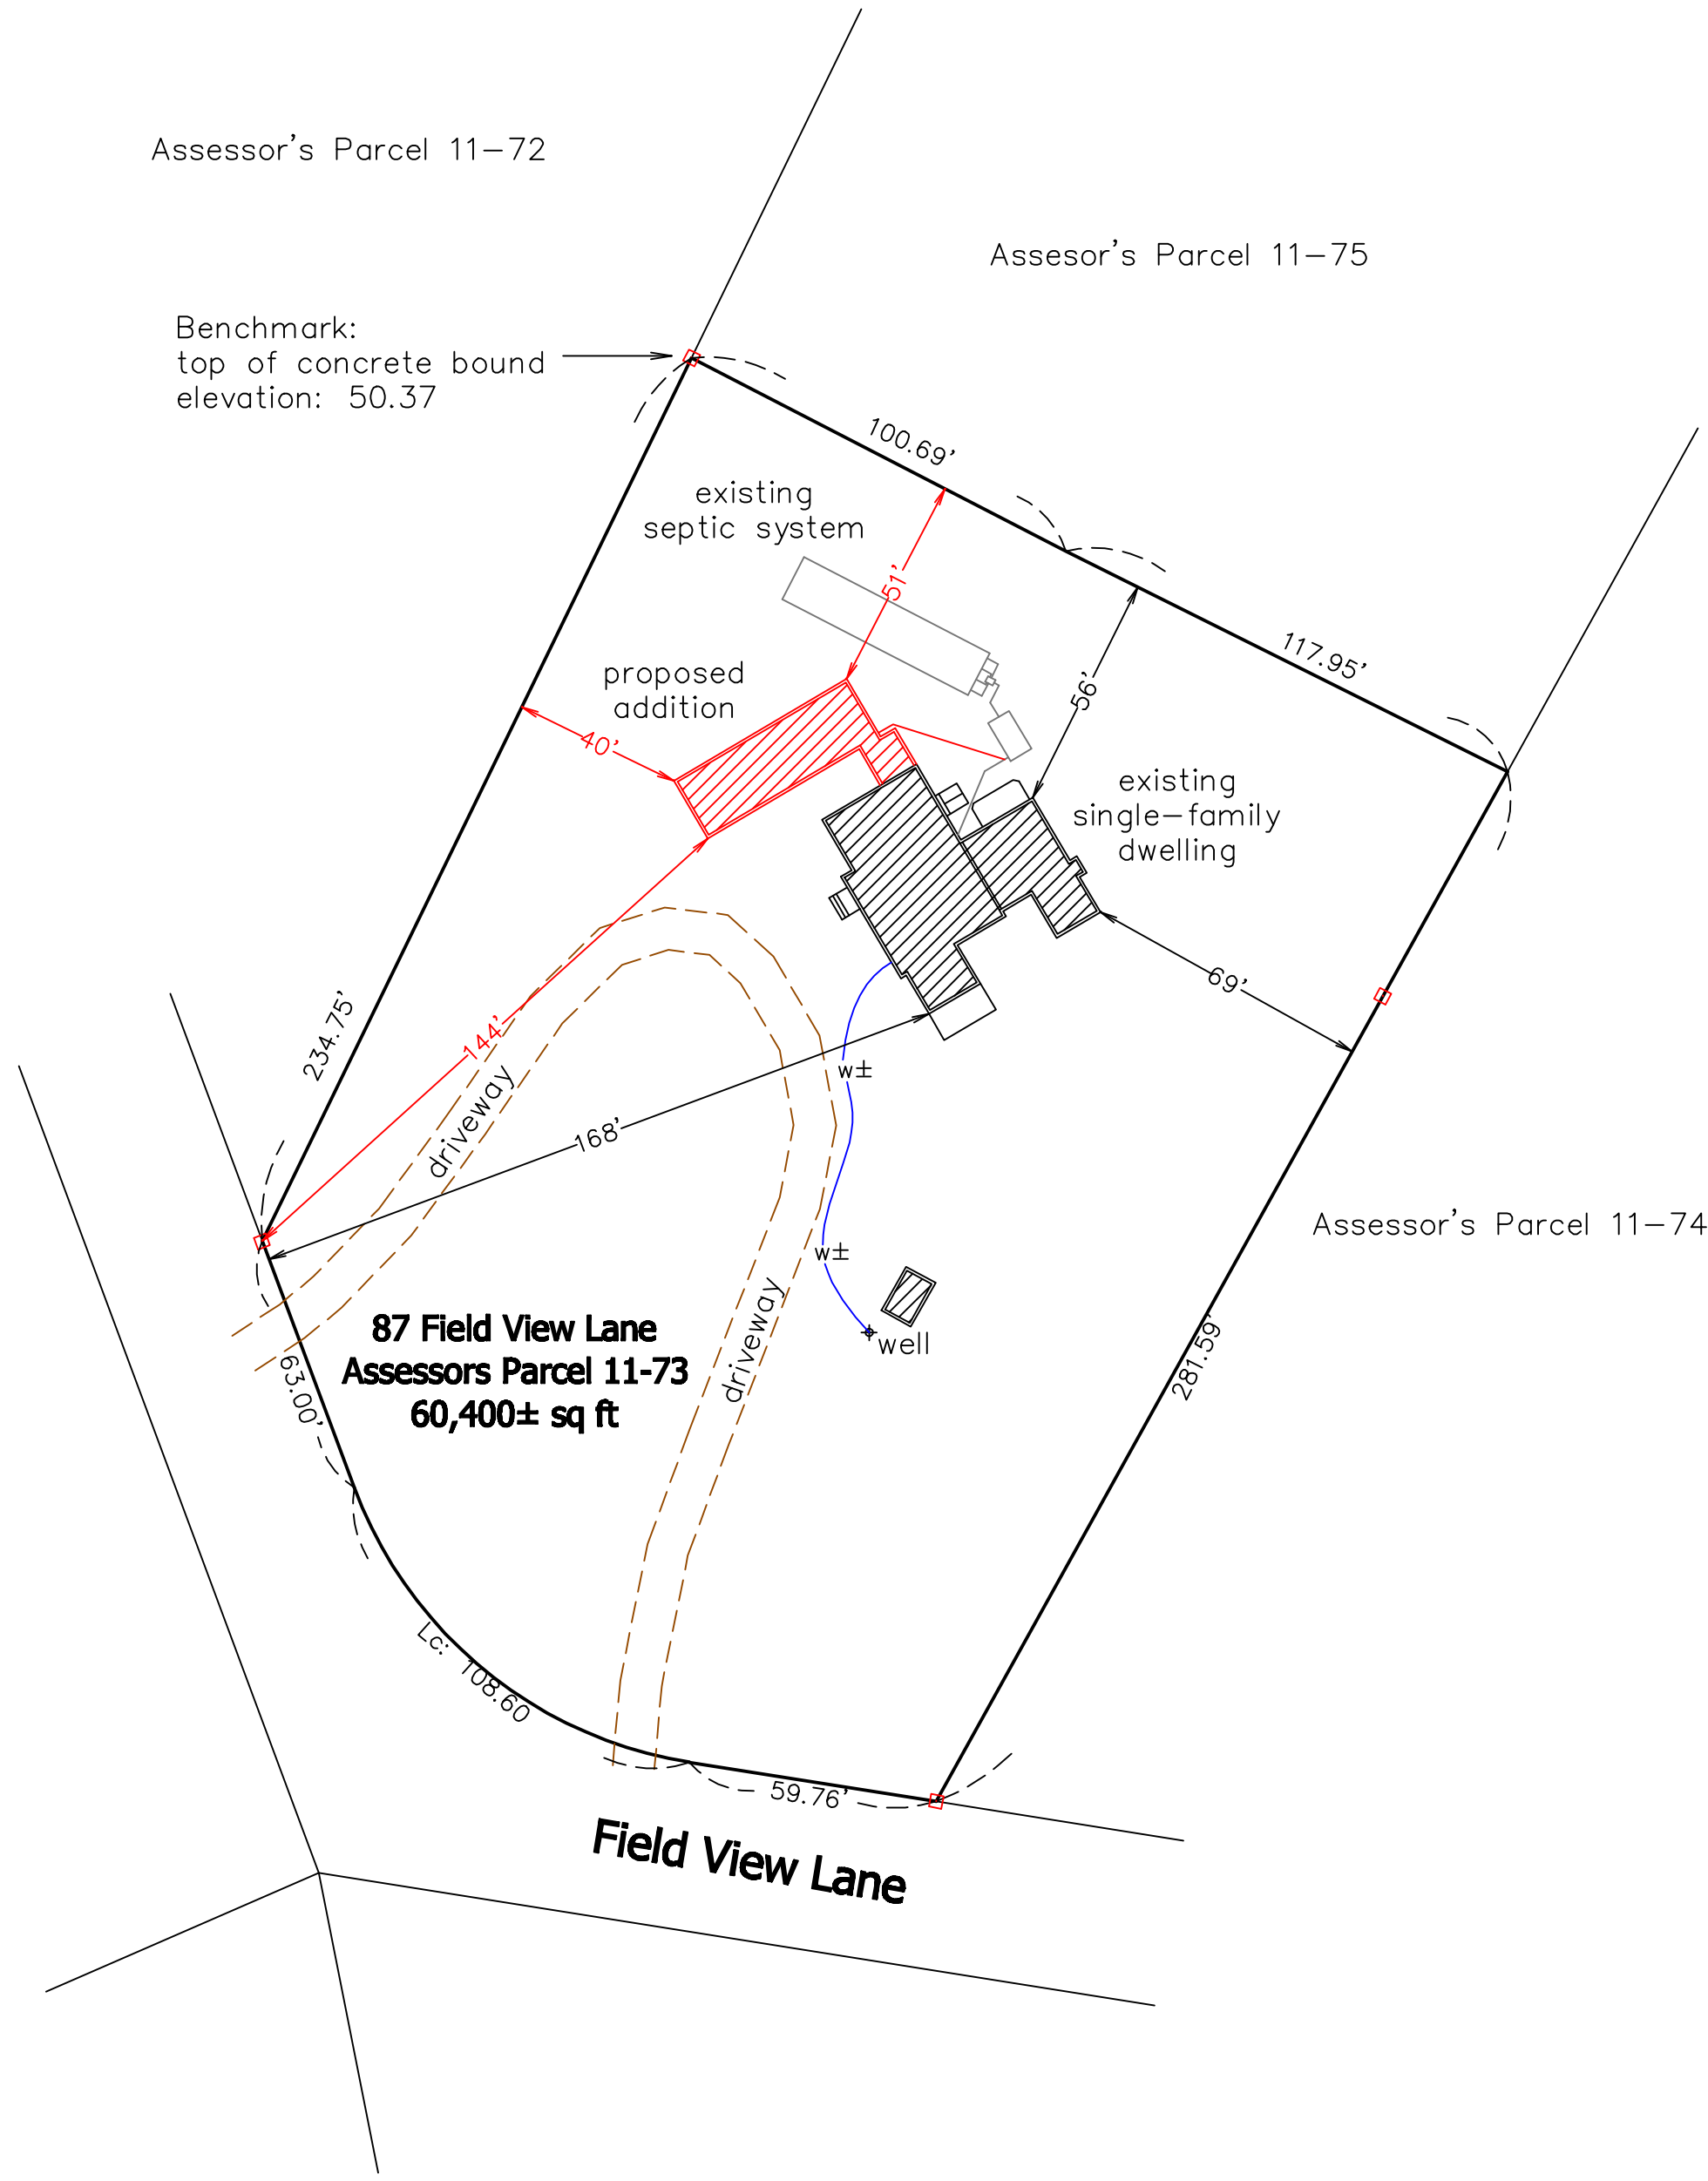 Assessor's Parcel 11-72
Assesor's Parcel 11-75
Benchmark:
top of concrete bound
elevation: 50.37
100.69'
existing
septic system
51'
117.95'
proposed
addition
56'
40'
existing
single-family
dwelling
69'
234.75'
144'
w±
driveway
168'
Assessor's Parcel 11-74
w±
well
driveway
87 Field View Lane
Assessors Parcel 11-73
60,400± sq ft
63.00'
281.59'
Lc: 108.60
59.76'
Field View Lane